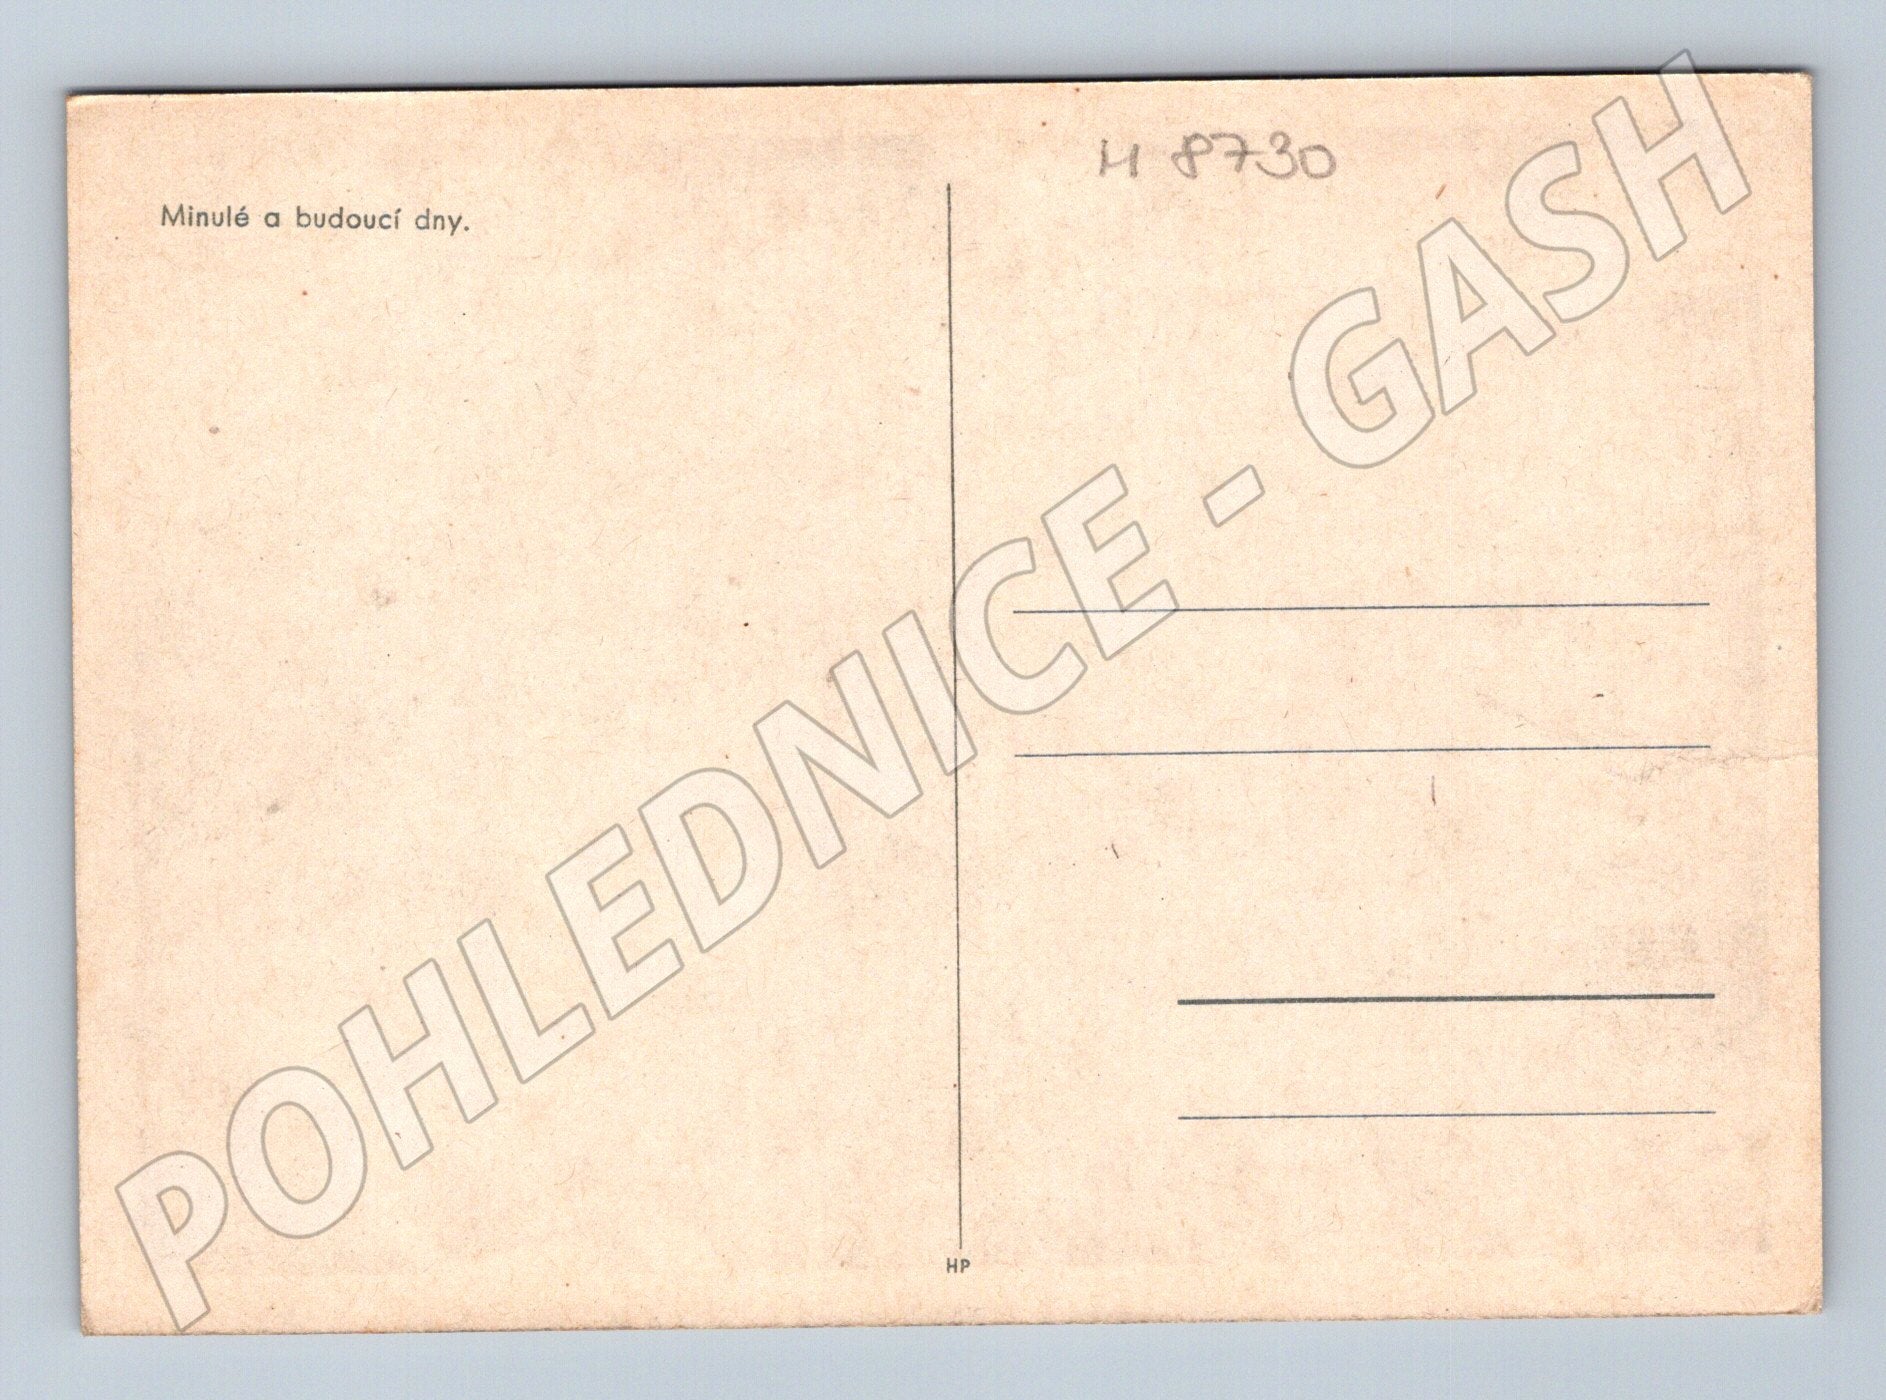 H 8730
Minulé a budoucí dny.
POHLEDNICE - GASH
HP